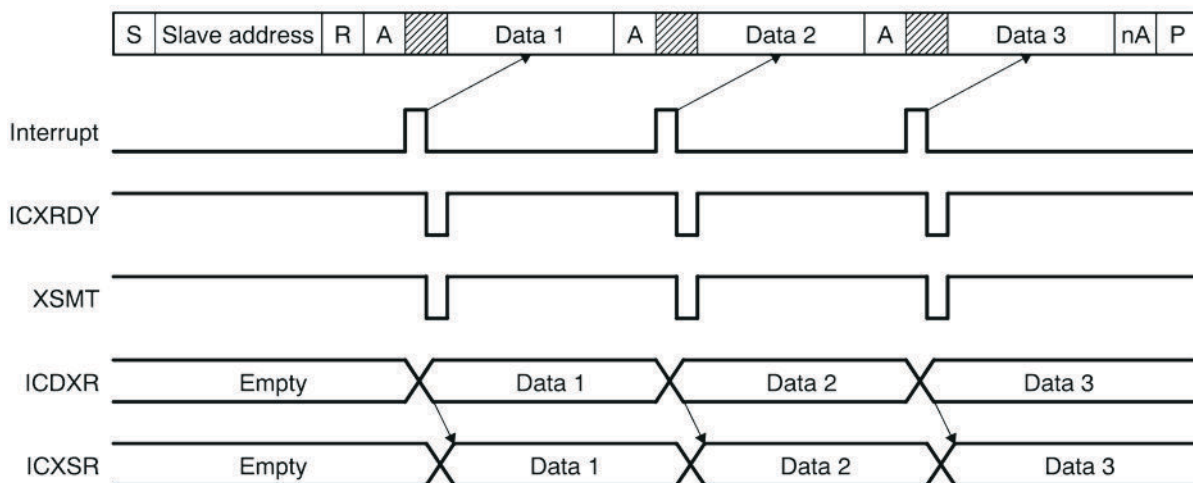 S Slave address R A Data 1 A Data 2 A Data 3 nA P
Interrupt
ICXRDY
XSMT
ICDXR Empty Data 1 Data 2 Data 3
ICXSR Empty Data 1 Data 2 Data 3